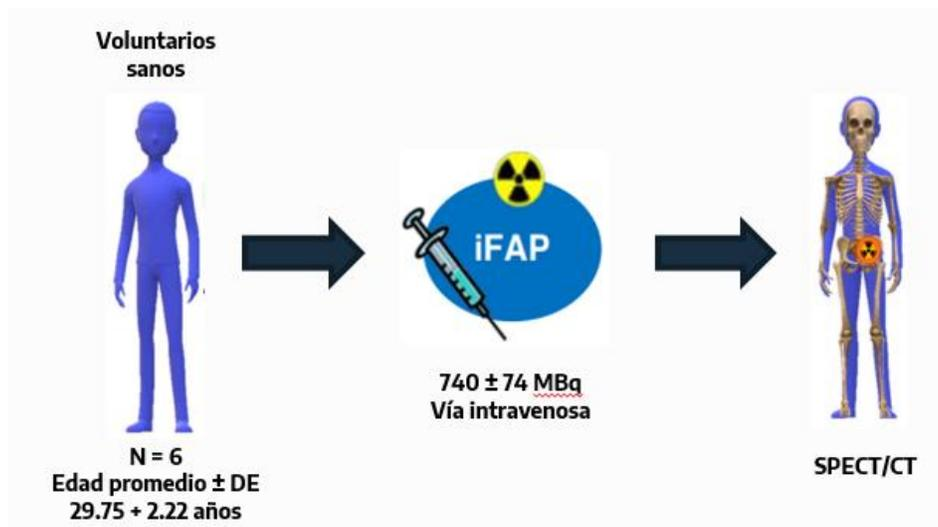 Voluntarios
sanos
iFAP
740 ± 74 MBq
Vía intravenosa
N = 6
Edad promedio ± DE
29.75 + 2.22 años
SPECT/CT